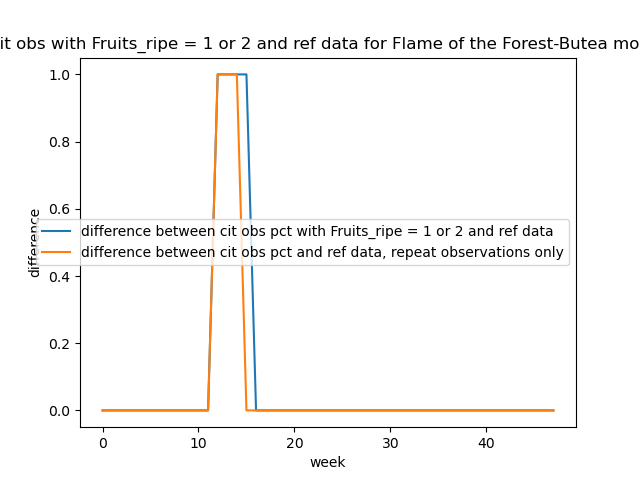 it obs with Fruits_ripe = 1 or 2 and ref data for Flame of the Forest-Butea mo
1.0
0.8
0.6
0.4
0.2
0.0
difference
difference between cit obs pct with Fruits_ripe = 1 or 2 and ref data
difference between cit obs pct and ref data, repeat observations only
0 10 20 30 40
week